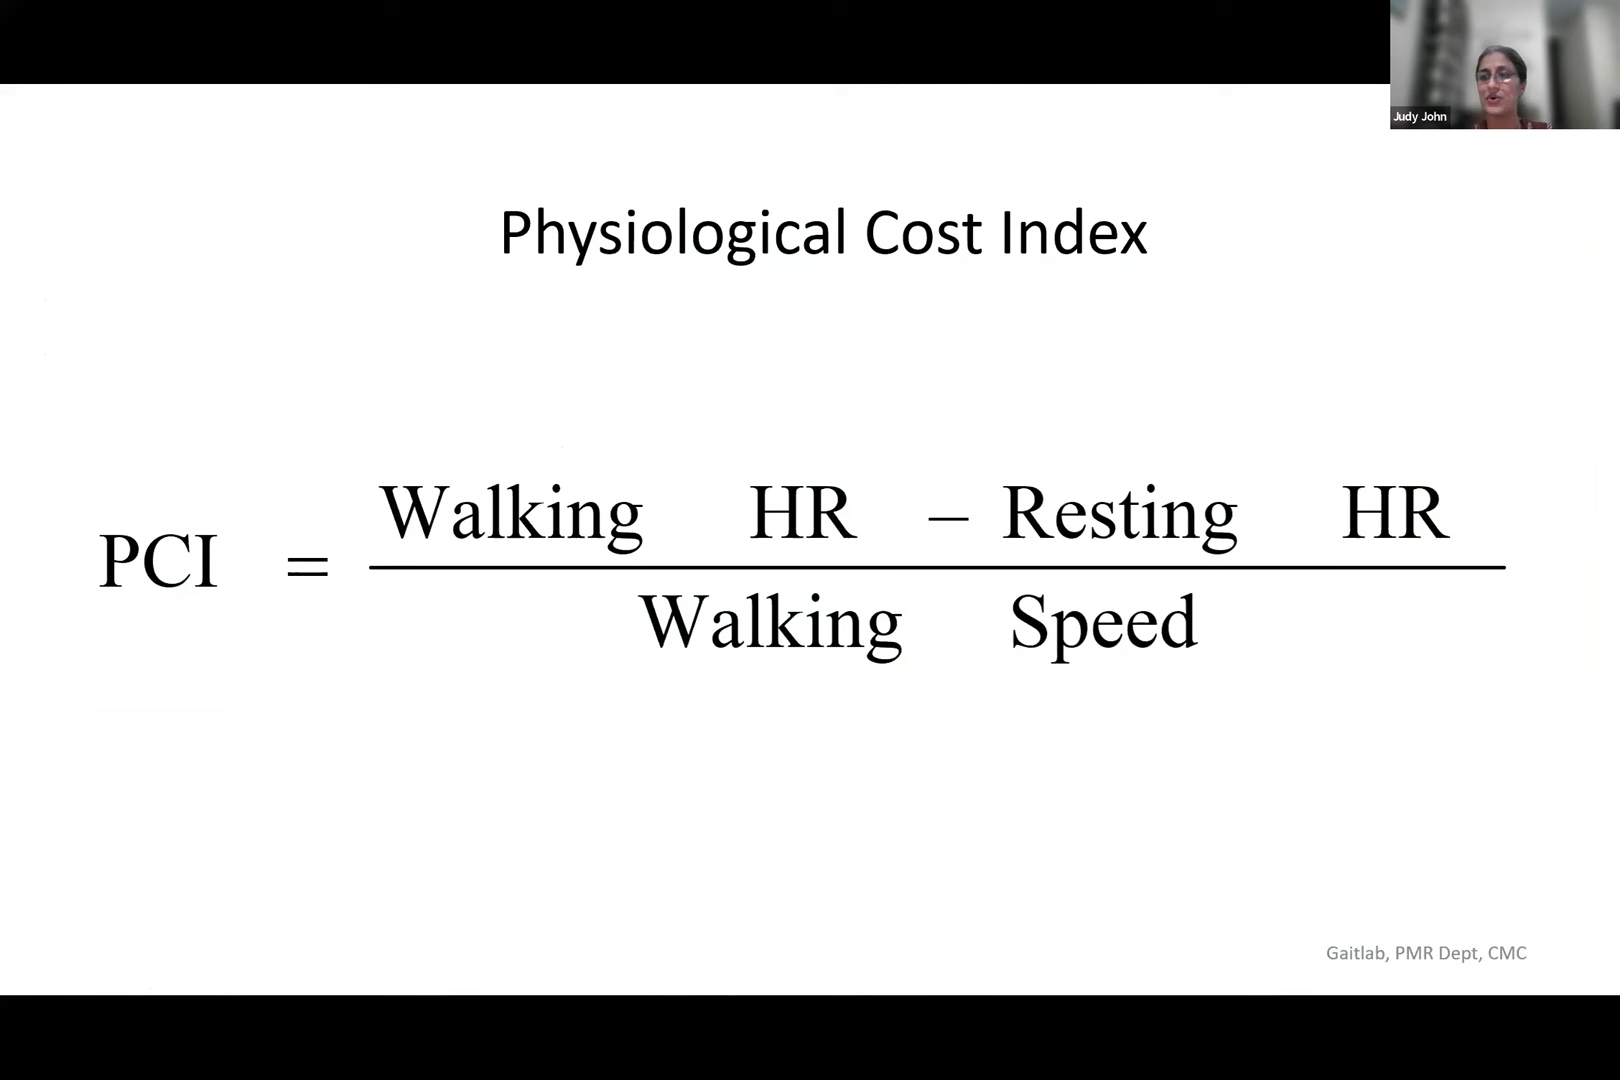 Judy John
Physiological Cost Index
PCI = Walking HR – Resting HR
Walking Speed
Gaitlab, PMR Dept, CMC